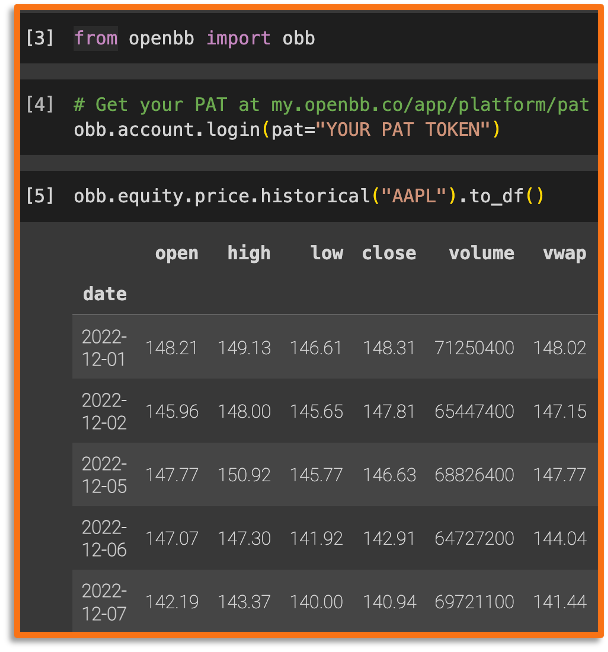 [3] from openbb import obb
[4] # Get your PAT at my.openbb.co/app/platform/pat
obb.account.login(pat="YOUR PAT TOKEN")
[5] obb.equity.price.historical("AAPL").to_df()
open high low close volume vwap
date
2022-
12-01 148.21 149.13 146.61 148.31 71250400 148.02
2022-
12-02 145.96 148.00 145.65 147.81 65447400 147.15
2022-
12-05 147.77 150.92 145.77 146.63 68826400 147.77
2022-
12-06 147.07 147.30 141.92 142.91 64727200 144.04
2022-
12-07 142.19 143.37 140.00 140.94 69721100 141.44